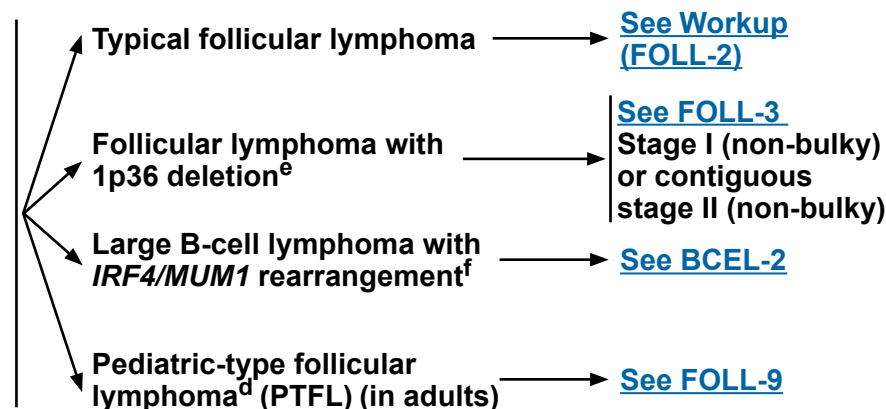 Typical follicular lymphoma
See Workup
(FOLL-2)
Follicular lymphoma with
1p36 deletionᵉ
See FOLL-3
Stage I (non-bulky)
or contiguous
stage II (non-bulky)
Large B-cell lymphoma with
IRF4/MUM1 rearrangementᶠ
See BCEL-2
Pediatric-type follicular
lymphomaᵈ (PTFL) (in adults)
See FOLL-9